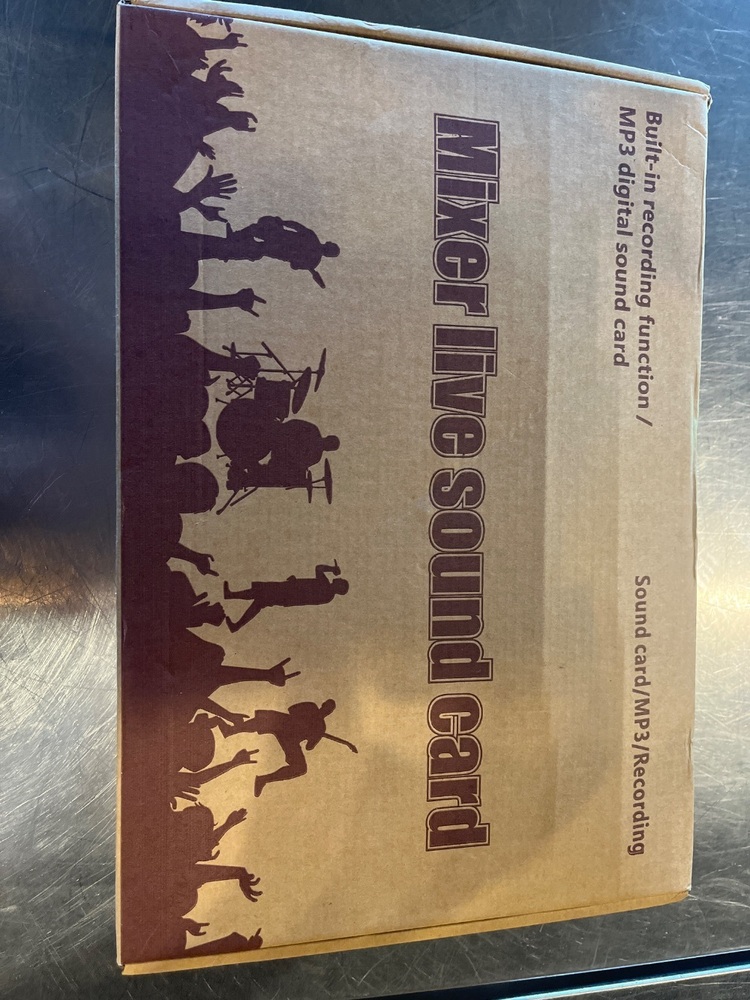 Built-in recording function /
MP3 digital sound card
Sound card/MP3/Recording
Mixer live sound card